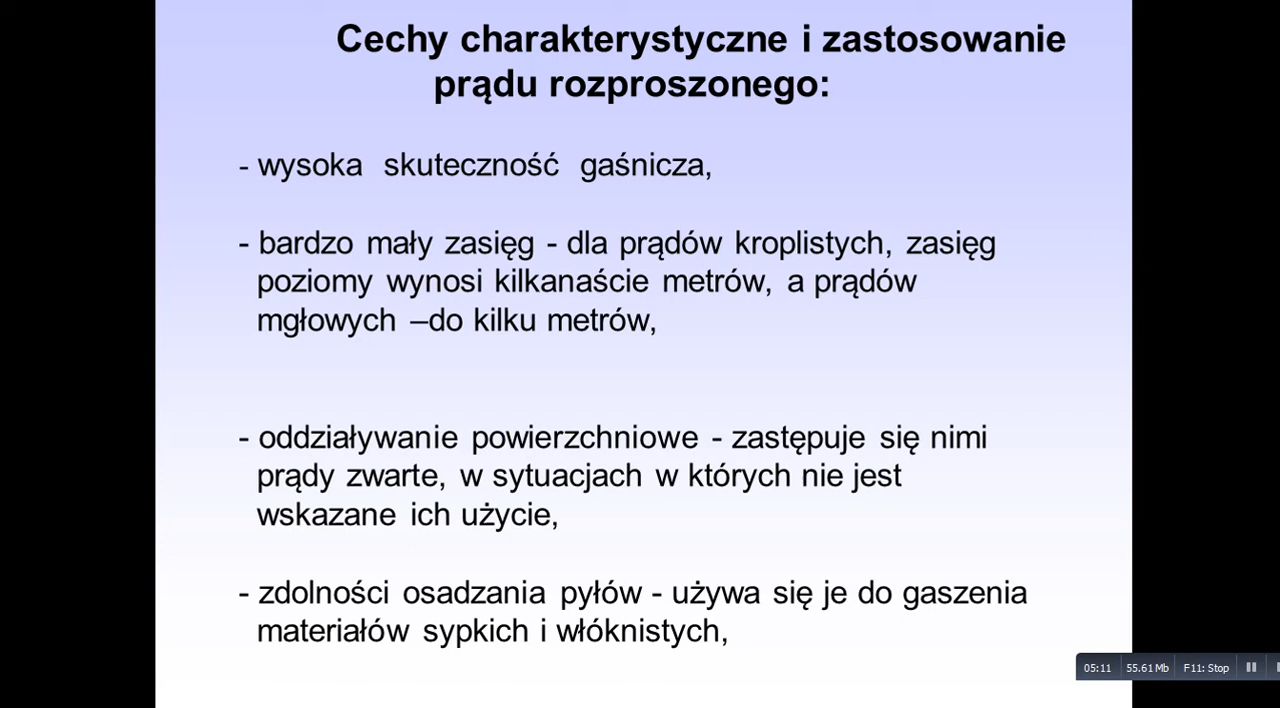 Cechy charakterystyczne i zastosowanie
prądu rozproszonego:
- wysoka skuteczność gaśnicza,
- bardzo mały zasięg - dla prądów kroplistych, zasięg
poziomy wynosi kilkanaście metrów, a prądów
mgłowych –do kilku metrów,
- oddziaływanie powierzchniowe - zastępuje się nimi
prądy zwarte, w sytuacjach w których nie jest
wskazane ich użycie,
- zdolności osadzania pyłów - używa się je do gaszenia
materiałów sypkich i włóknistych,
05:11 55.61 Mb F11: Stop